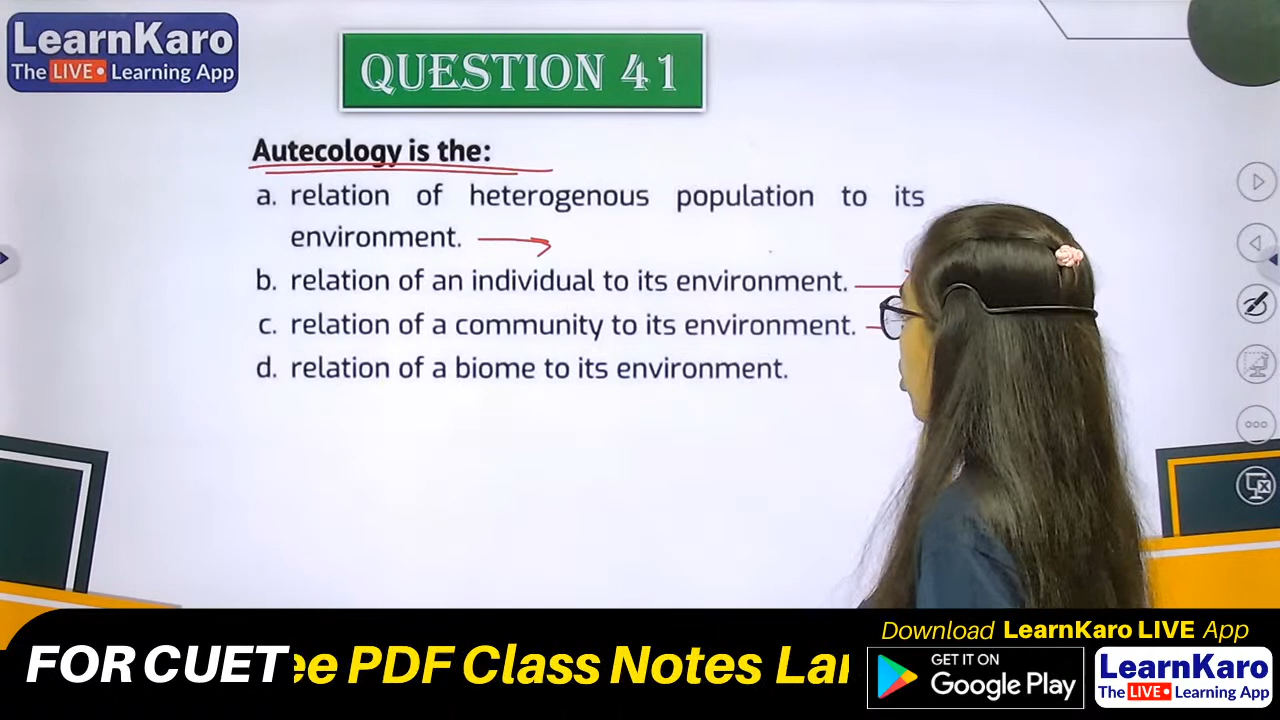 LearnKaro
The LIVE Learning App
QUESTION 41
Autecology is the:
a. relation of heterogenous population to its
environment.
b. relation of an individual to its environment.
c. relation of a community to its environment.
d. relation of a biome to its environment.
Download LearnKaro LIVE App
FOR CUET ee PDF Class Notes Lar
GET IT ON
Google Play
LearnKaro
The LIVE Learning App